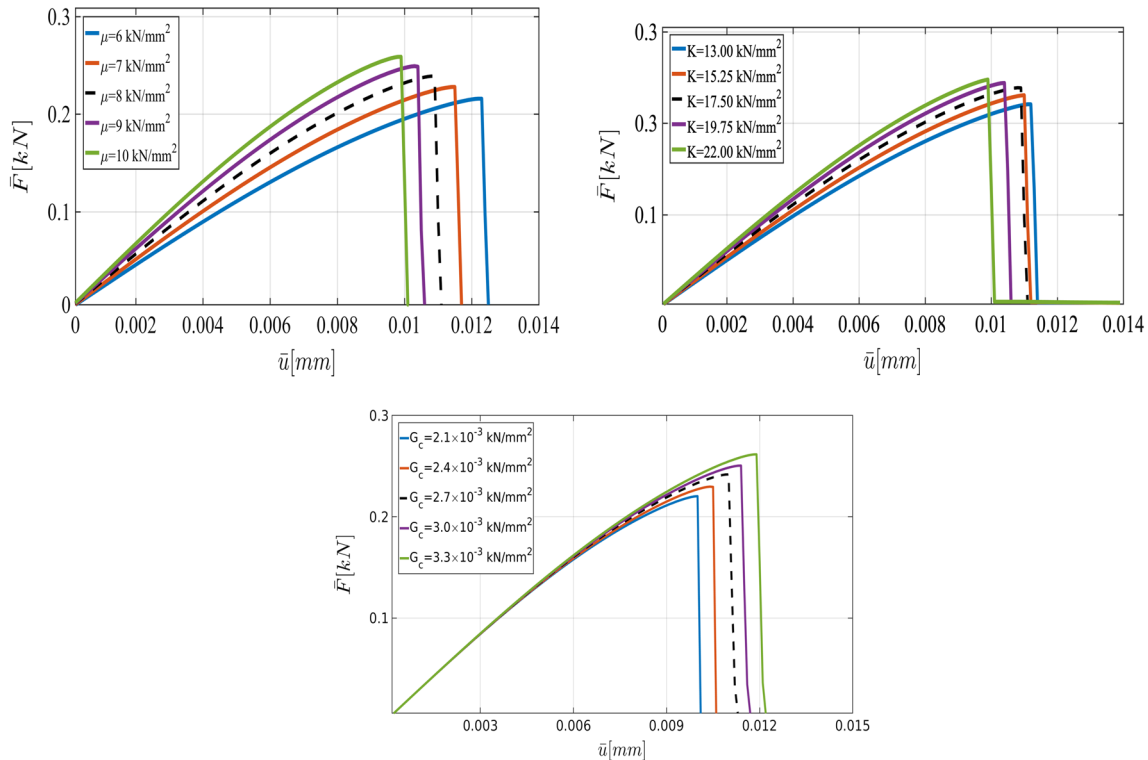 0.3
μ=6 kN/mm²
μ=7 kN/mm²
μ=8 kN/mm²
μ=9 kN/mm²
μ=10 kN/mm²
0.2
0.1
0
F̄[kN]
0 0.002 0.004 0.006 0.008 0.01 0.012 0.014
ū[mm]
0.3
K=13.00 kN/mm²
K=15.25 kN/mm²
K=17.50 kN/mm²
K=19.75 kN/mm²
K=22.00 kN/mm²
0.3
0.1
F̄[kN]
0 0.002 0.004 0.006 0.008 0.01 0.012 0.014
ū[mm]
0.3
G_c=2.1×10⁻³ kN/mm²
G_c=2.4×10⁻³ kN/mm²
G_c=2.7×10⁻³ kN/mm²
G_c=3.0×10⁻³ kN/mm²
G_c=3.3×10⁻³ kN/mm²
0.2
0.1
F̄[kN]
0.003 0.006 0.009 0.012 0.015
ū[mm]